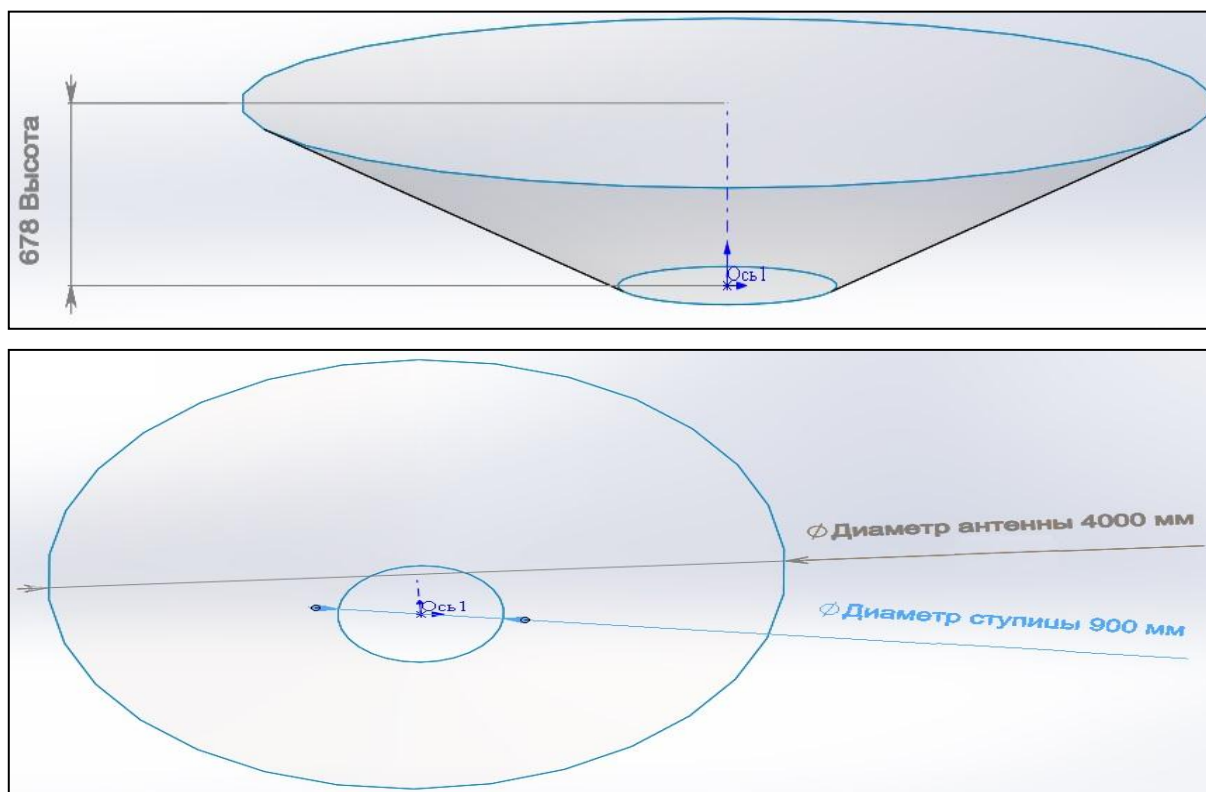 678 Высота
Ось1
Ø Диаметр антенны 4000 мм
Ось1
Ø Диаметр ступицы 900 мм